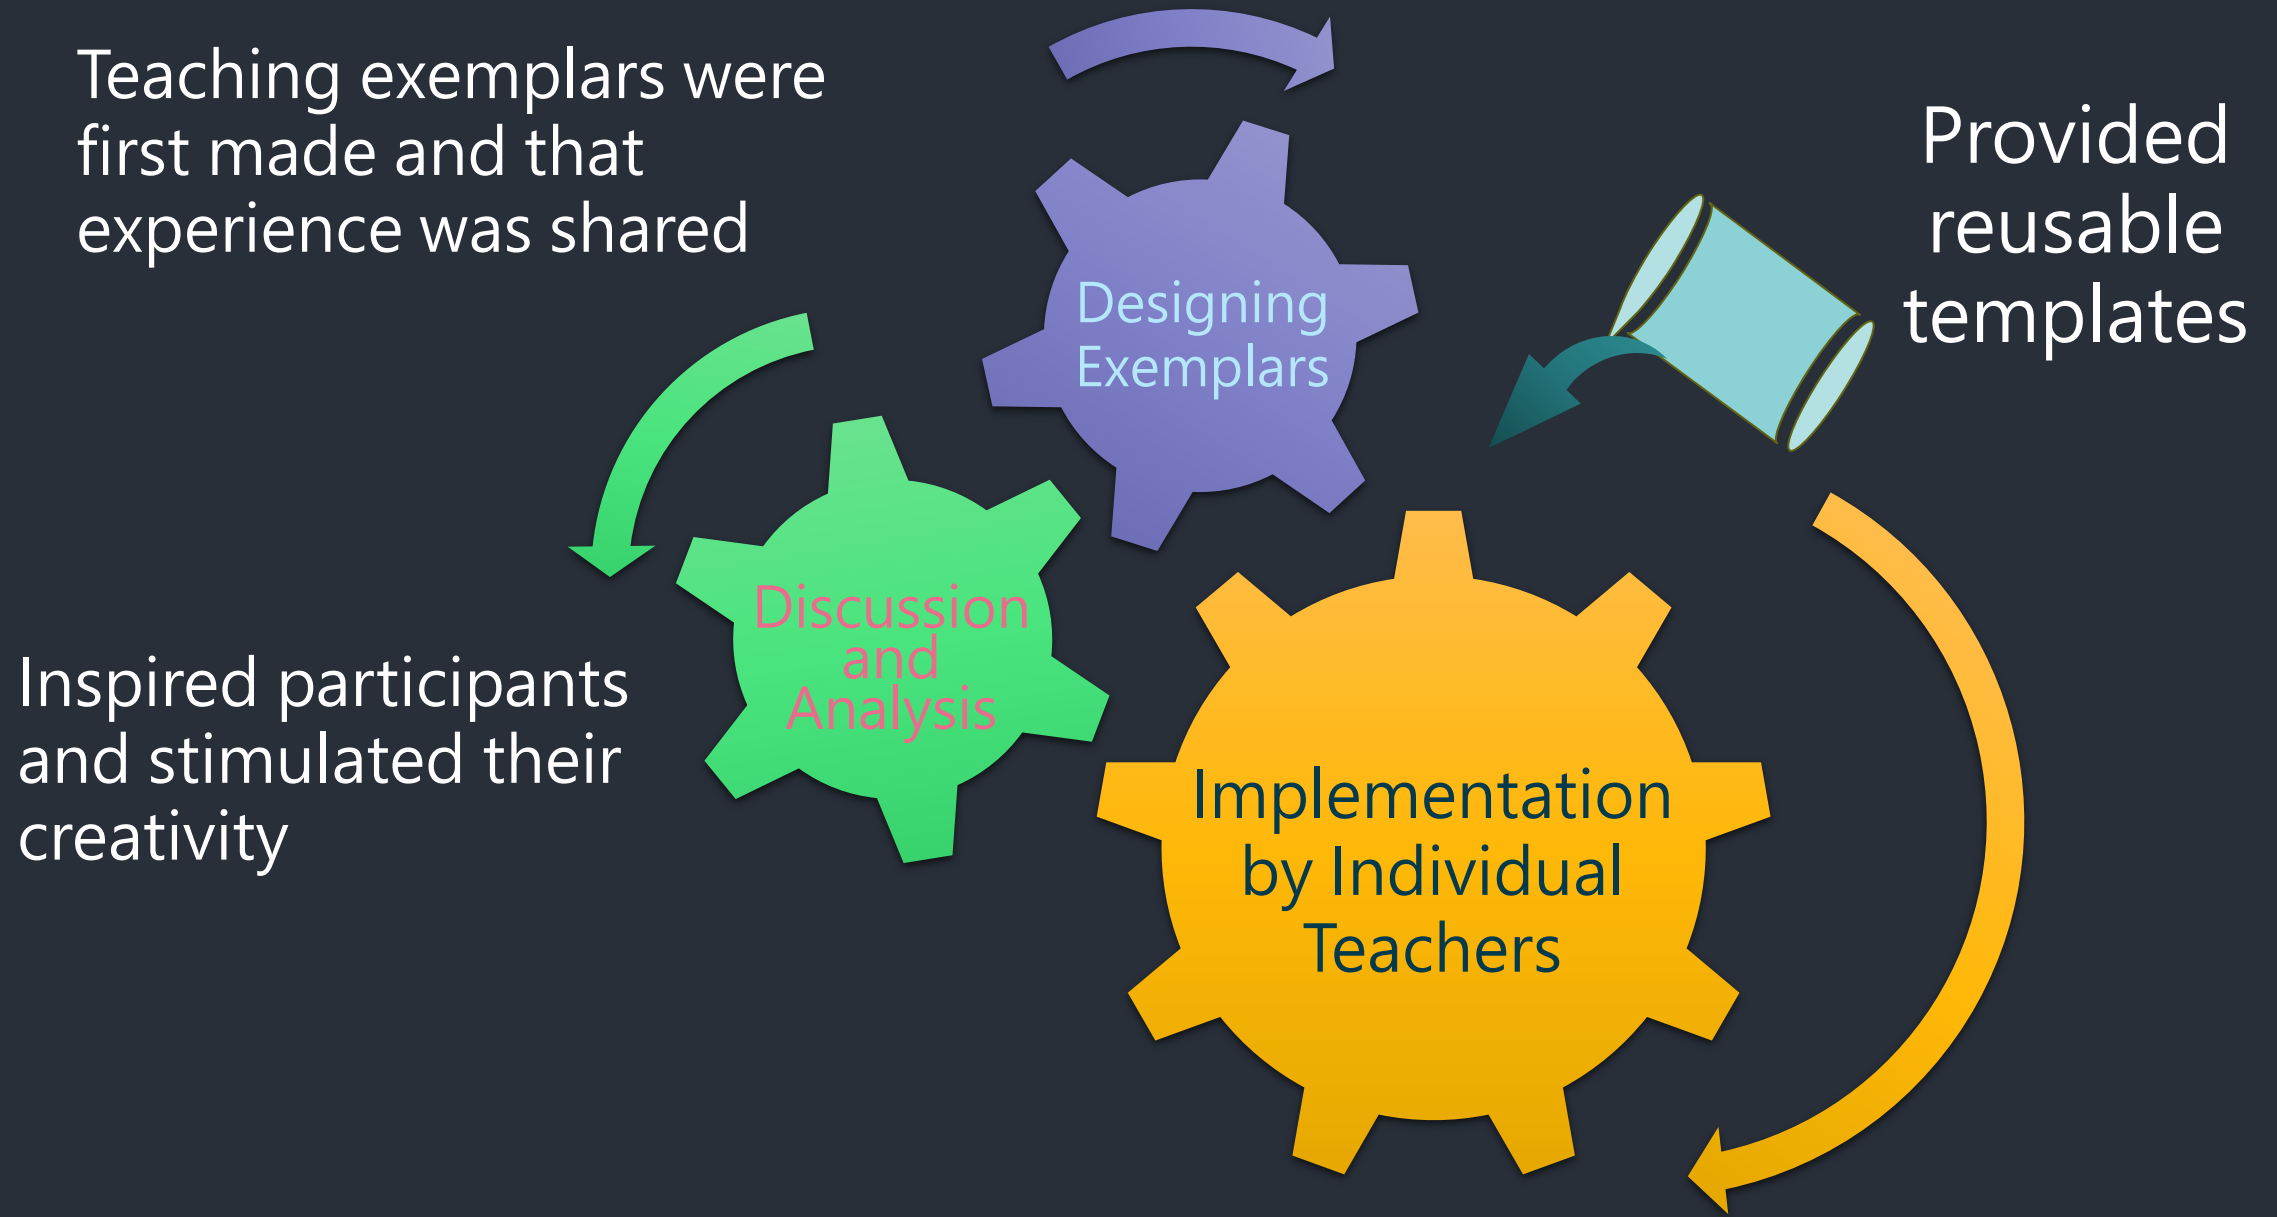 Teaching exemplars were
first made and that
experience was shared
Provided
reusable
templates
Designing
Exemplars
Discussion
and
Analysis
Inspired participants
and stimulated their
creativity
Implementation
by Individual
Teachers